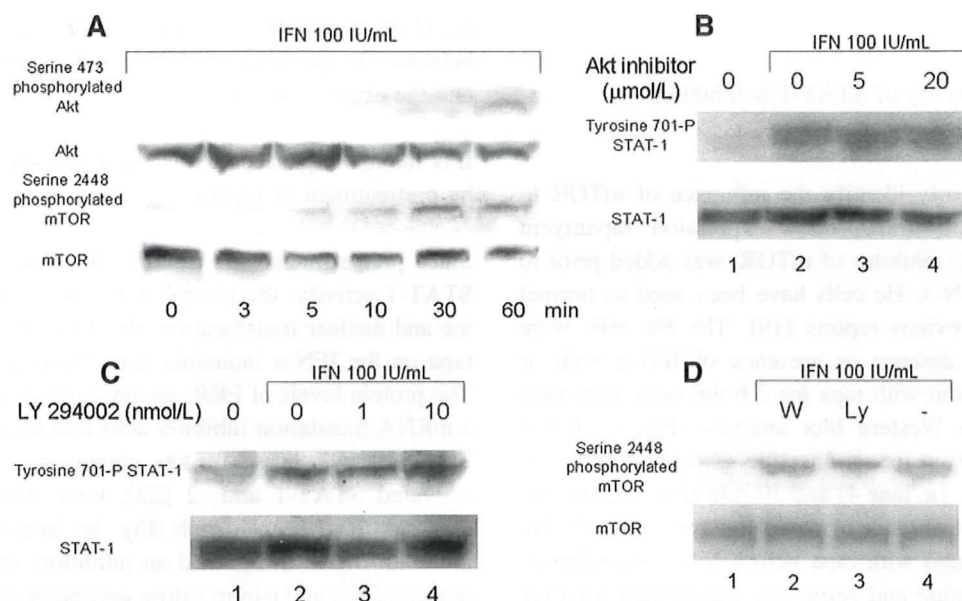 A
IFN 100 IU/mL
Serine 473
phosphorylated
Akt
Akt
Serine 2448
phosphorylated
mTOR
mTOR
0 3 5 10 30 60 min
B
IFN 100 IU/mL
Akt inhibitor
(μmol/L)
0 0 5 20
Tyrosine 701-P
STAT-1
STAT-1
1 2 3 4
C
IFN 100 IU/mL
LY 294002 (nmol/L)
0 0 1 10
Tyrosine 701-P STAT-1
STAT-1
1 2 3 4
D
IFN 100 IU/mL
W Ly -
Serine 2448
phosphorylated
mTOR
mTOR
1 2 3 4